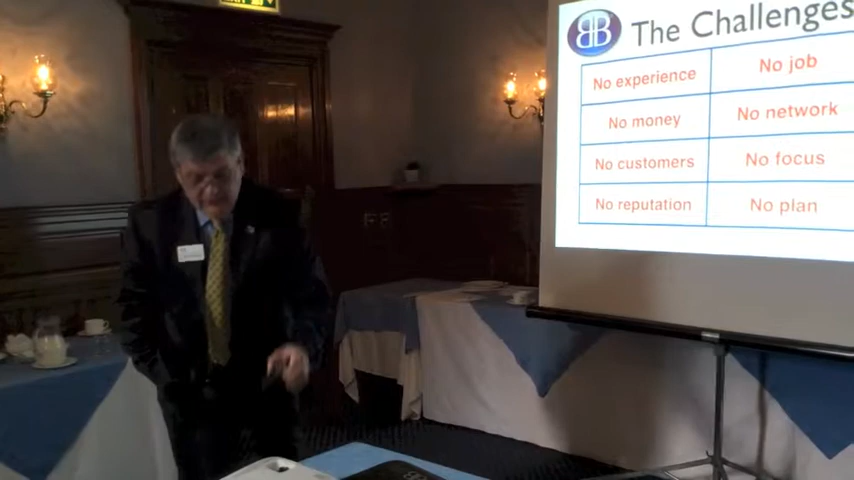 EXIT
BB The Challenges
No experience
No job
No money
No network
No customers
No focus
No reputation
No plan